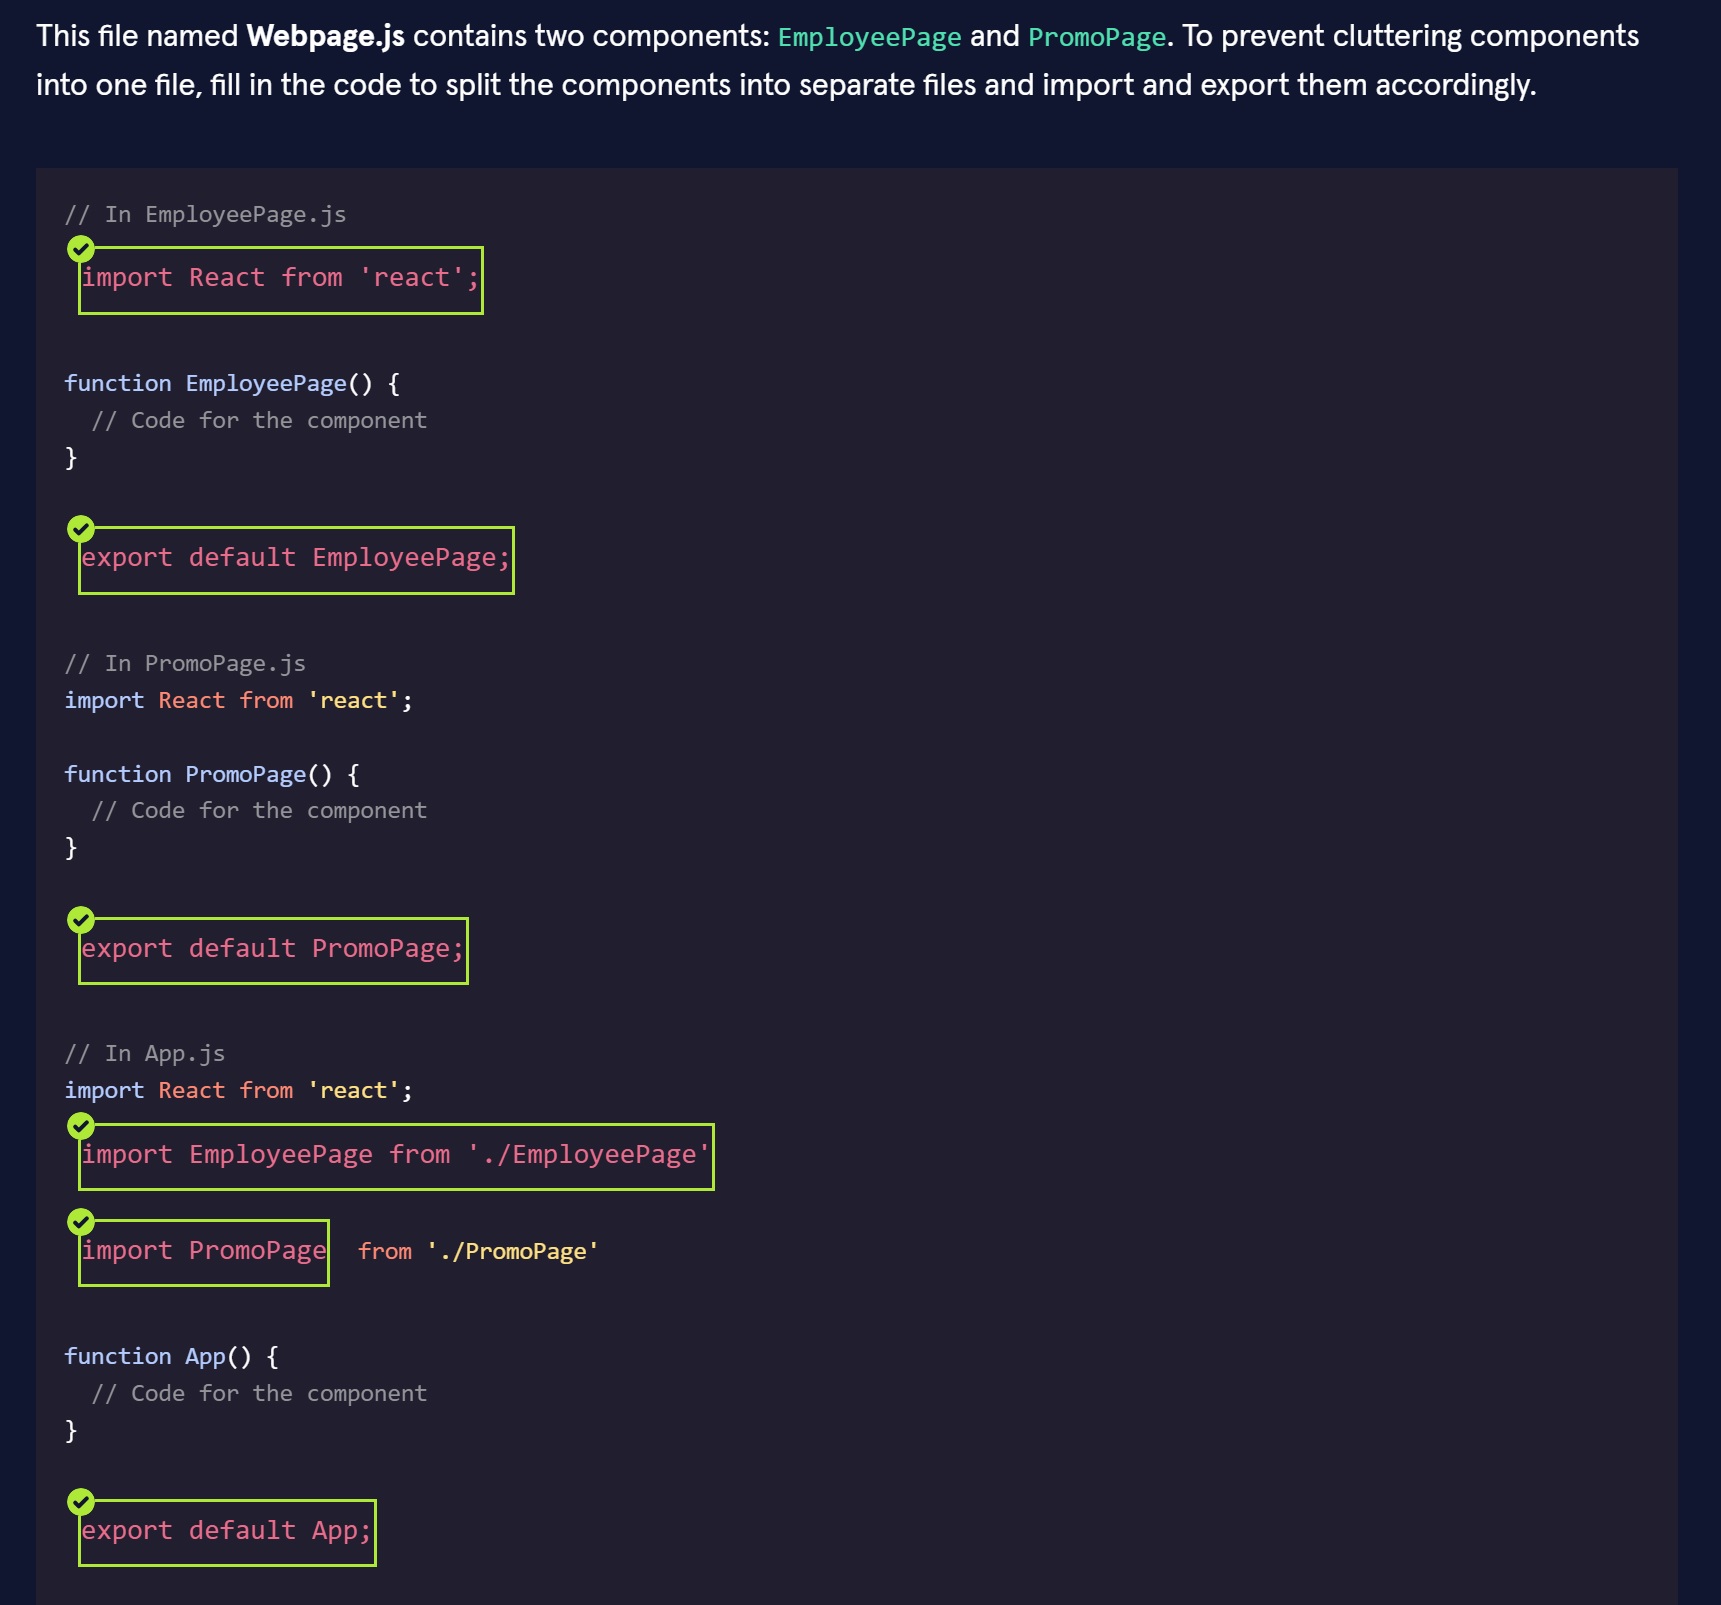 This file named Webpage.js contains two components: EmployeePage and PromoPage. To prevent cluttering components
into one file, fill in the code to split the components into separate files and import and export them accordingly.
// In EmployeePage.js
import React from 'react';
function EmployeePage() {
// Code for the component
}
export default EmployeePage;
// In PromoPage.js
import React from 'react';
function PromoPage() {
// Code for the component
}
export default PromoPage;
// In App.js
import React from 'react';
import EmployeePage from './EmployeePage'
import PromoPage from './PromoPage'
function App() {
// Code for the component
}
export default App;